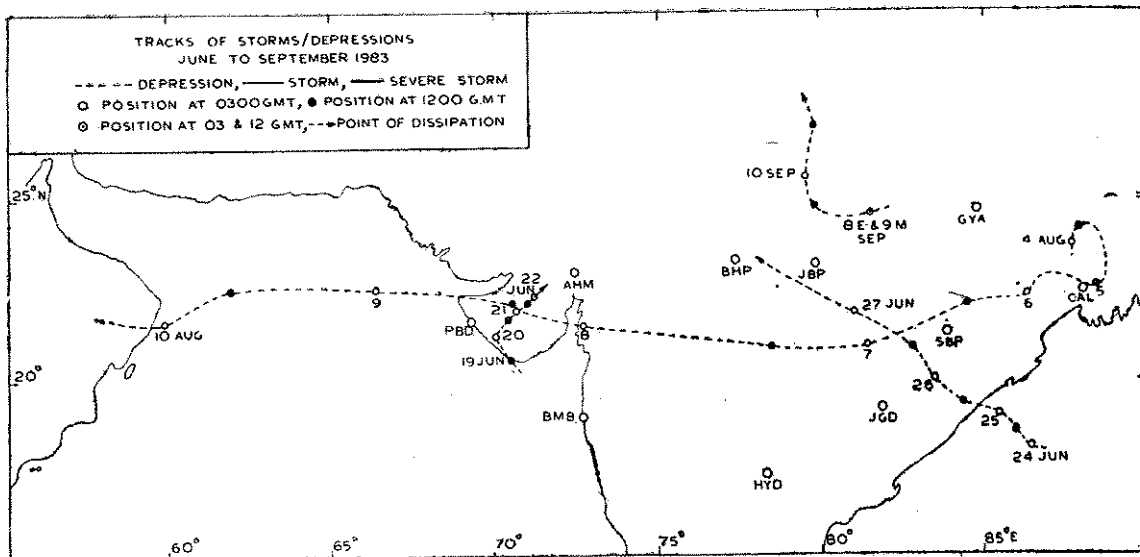 TRACKS OF STORMS/DEPRESSIONS
JUNE TO SEPTEMBER 1983
DEPRESSION, STORM, SEVERE STORM
POSITION AT 0300GMT, POSITION AT 1200 G.M.T
POSITION AT 03 & 12 GMT, POINT OF DISSIPATION
25°N
20°
60°
65°
70°
75°
80°
85°E
10 SEP
8E & 9M
SEP
GYA
4 AUG
BHP
JBP
CAL
5
6
27 JUN
22
JUN
AHM
21
9
PBD
20
8
10 AUG
SBP
7
19 JUN
26
JGD
25
BMB
24 JUN
HYD